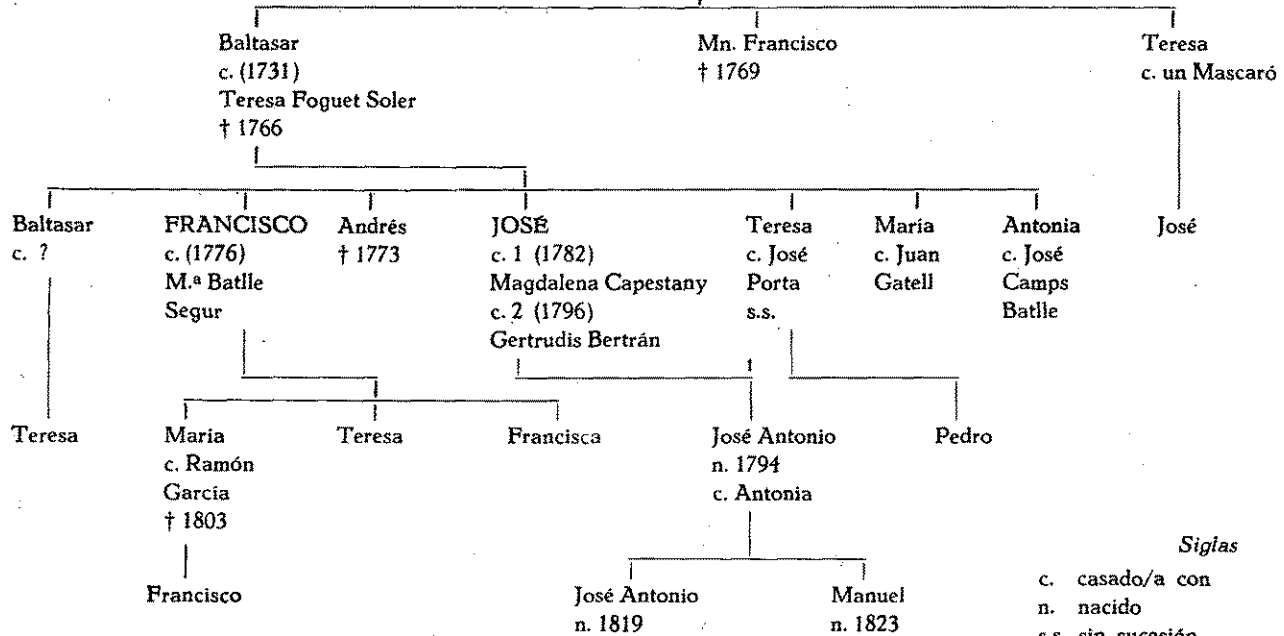 Baltasar
c. (1731)
Teresa Foguet Soler
† 1766
Mn. Francisco
† 1769
Teresa
c. un Mascaró
Baltasar
c. ?
FRANCISCO
c. (1776)
M.ª Batlle
Segur
Andrés
† 1773
JOSÉ
c. 1 (1782)
Magdalena Capestany
c. 2 (1796)
Gertrudis Bertrán
Teresa
c. José
Porta
s.s.
María
c. Juan
Gatell
Antonia
c. José
Camps
Batlle
José
Teresa
María
c. Ramón
García
† 1803
Teresa
Francisca
José Antonio
n. 1794
c. Antonia
Pedro
Francisco
José Antonio
n. 1819
Manuel
n. 1823
Siglas
c. casado/a con
n. nacido
s.s. sin sucesión